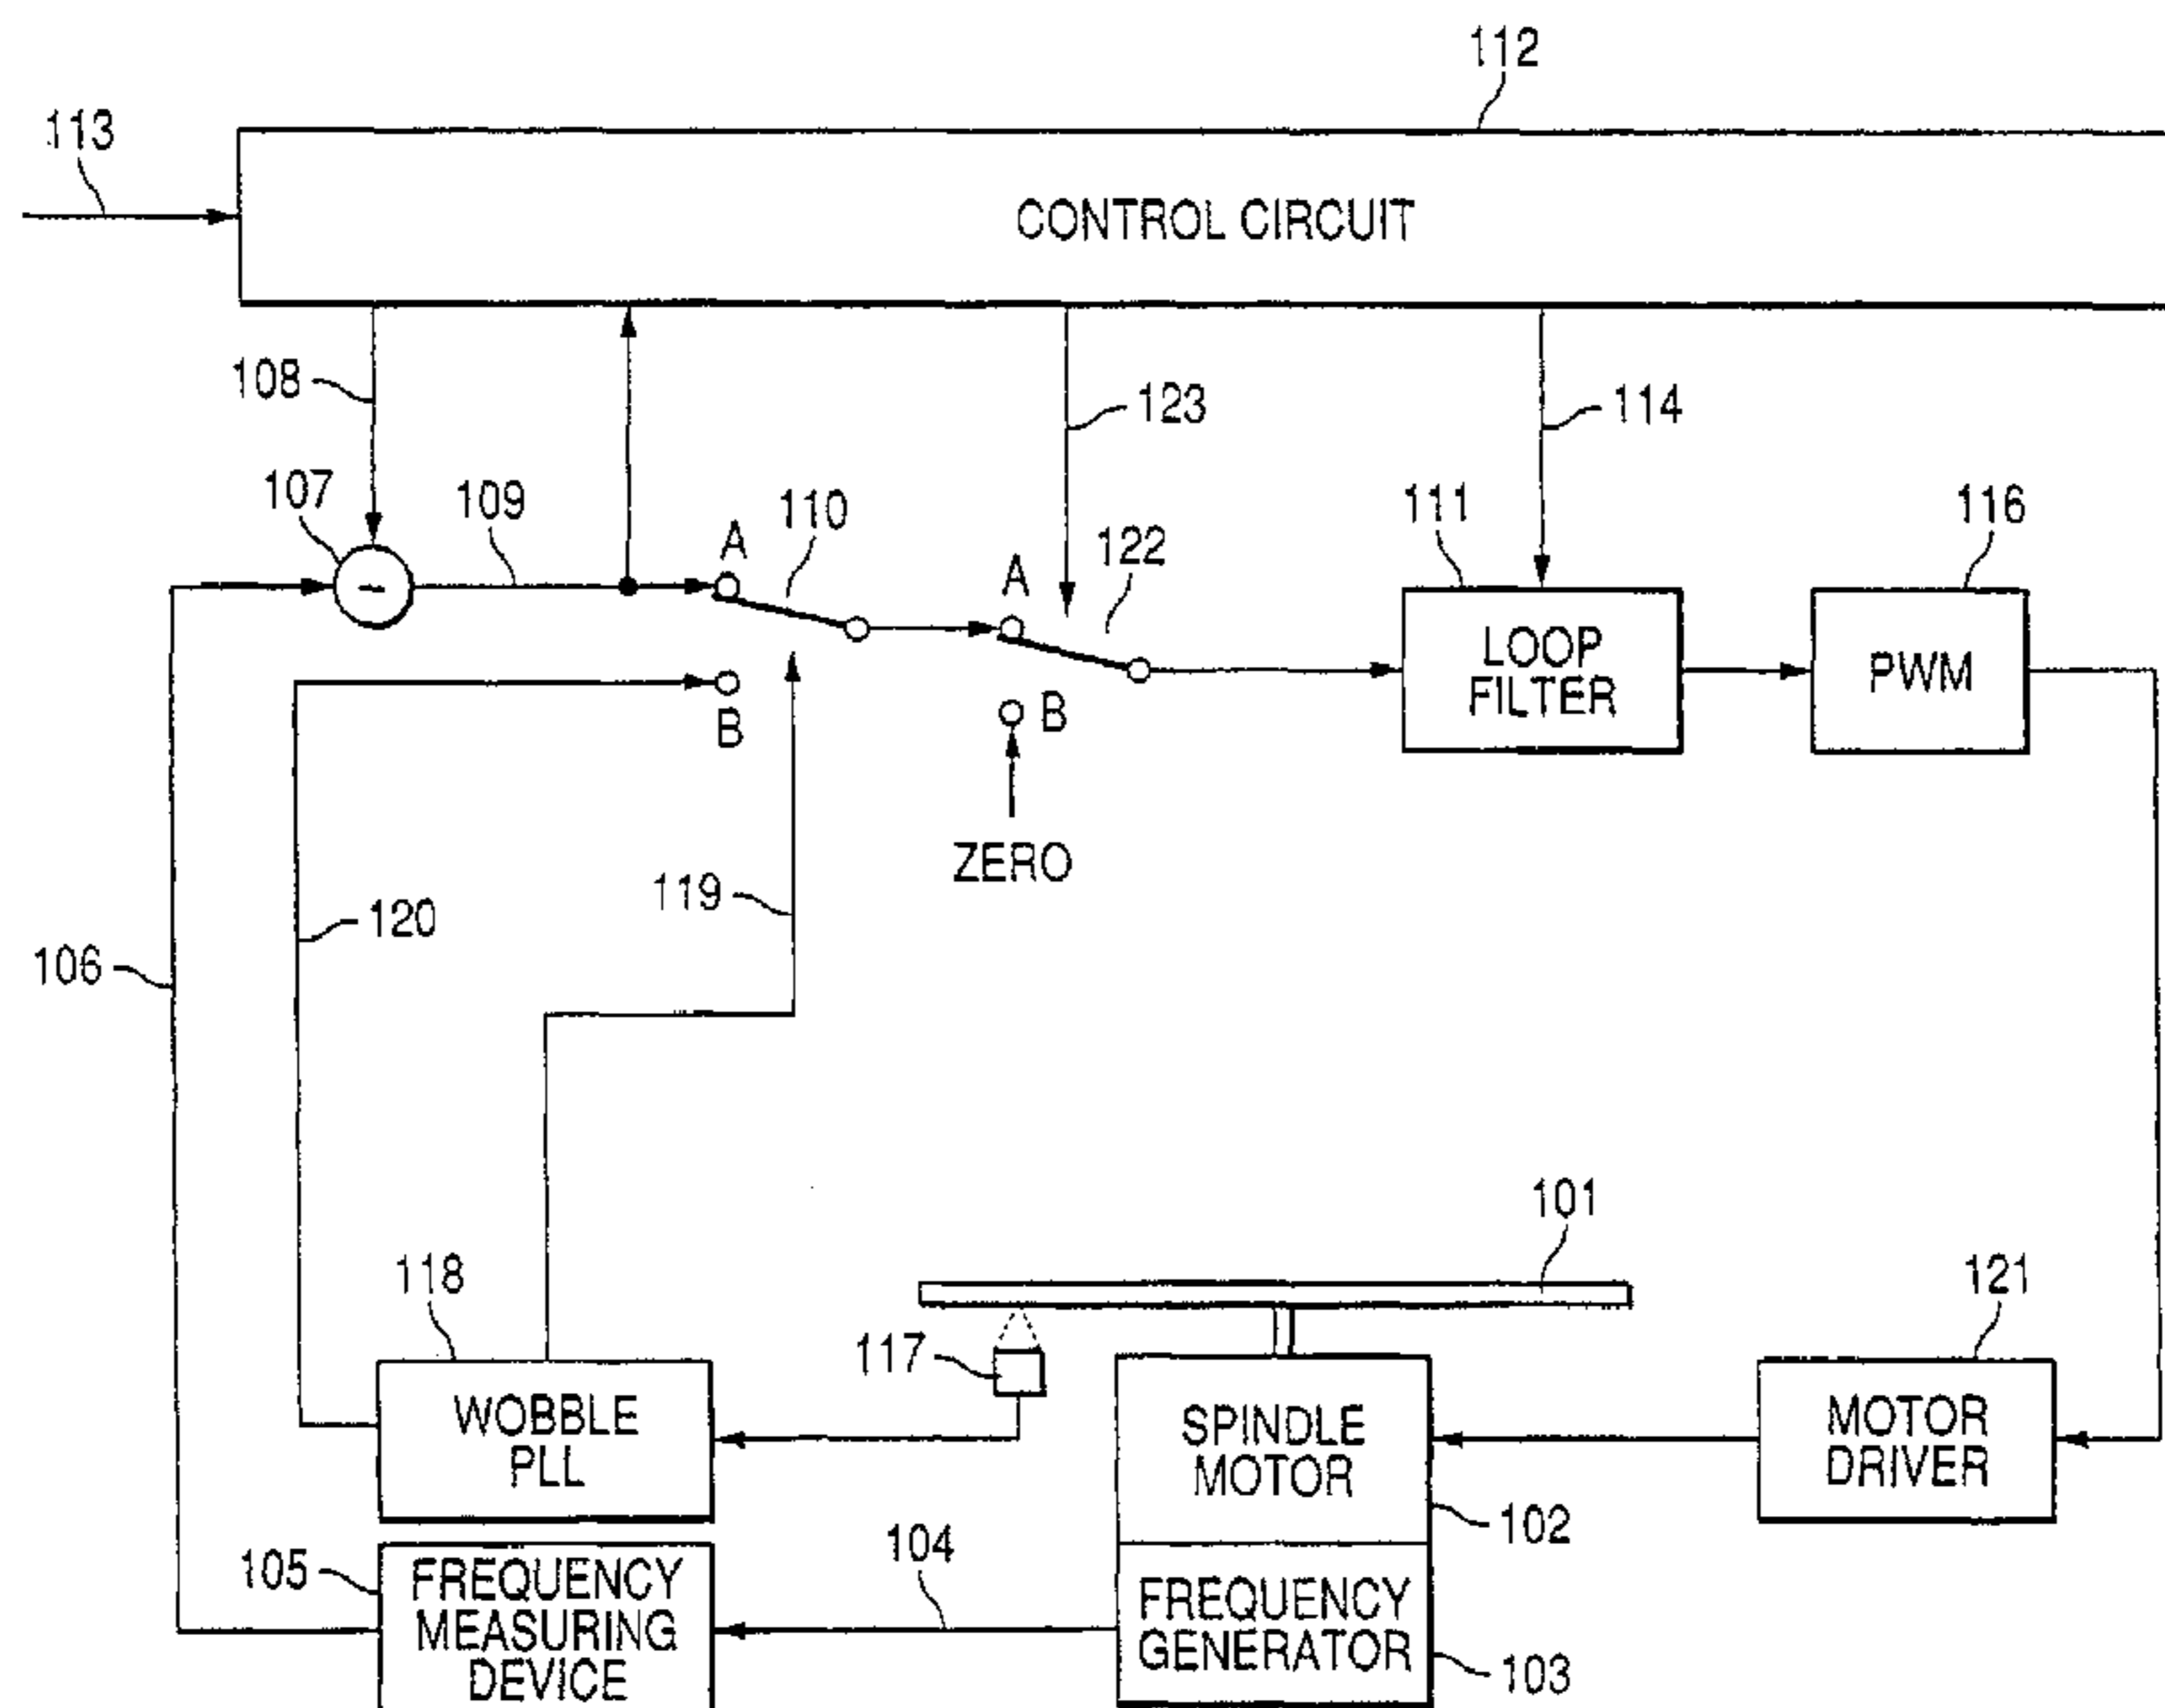 112
113
CONTROL CIRCUIT
108
123
114
107
109
110
A
A
122
111
116
LOOP
FILTER
PWM
B
B
ZERO
119
120
106
101
118
117
121
WOBBLE
PLL
SPINDLE
MOTOR
MOTOR
DRIVER
102
104
105
FREQUENCY
MEASURING
DEVICE
FREQUENCY
GENERATOR
103